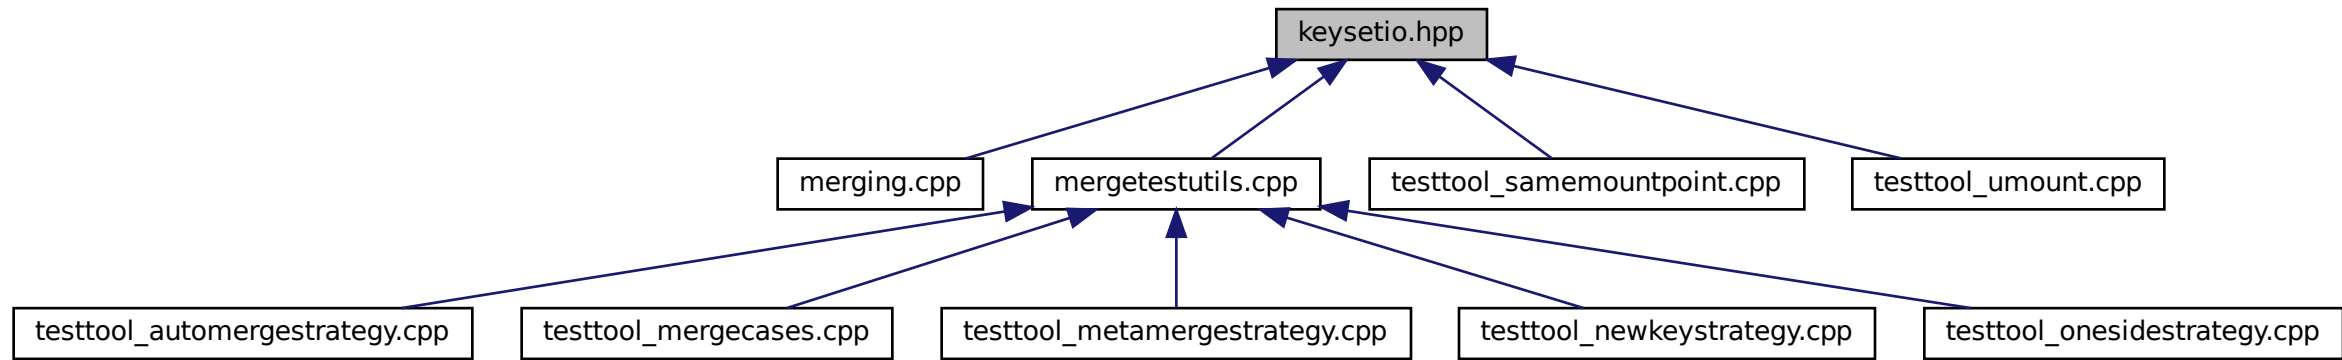 keysetio.hpp
merging.cpp
mergetestutils.cpp
testtool_samemountpoint.cpp
testtool_umount.cpp
testtool_automergestrategy.cpp
testtool_mergecases.cpp
testtool_metamergestrategy.cpp
testtool_newkeystrategy.cpp
testtool_onesidestrategy.cpp